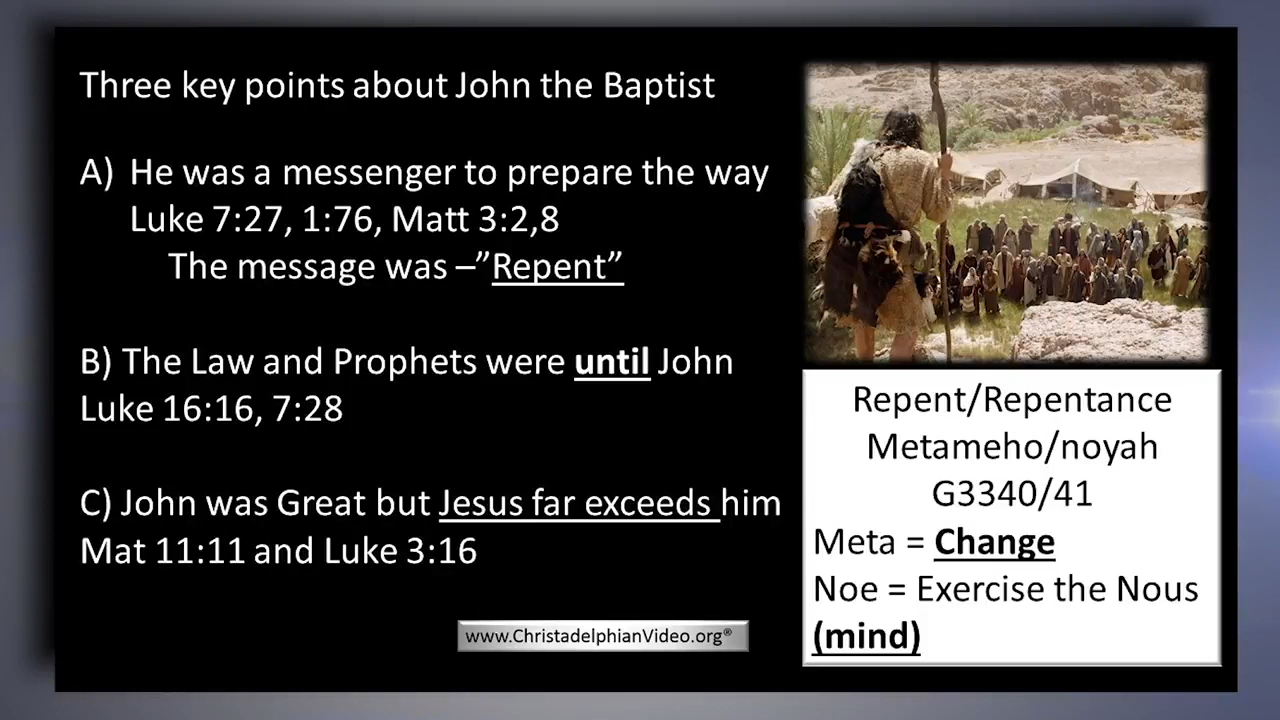 Three key points about John the Baptist
A) He was a messenger to prepare the way
Luke 7:27, 1:76, Matt 3:2,8
The message was –”Repent”
B) The Law and Prophets were until John
Luke 16:16, 7:28
C) John was Great but Jesus far exceeds him
Mat 11:11 and Luke 3:16
www.ChristadelphianVideo.org®
Repent/Repentance
Metameho/noyah
G3340/41
Meta = Change
Noe = Exercise the Nous
(mind)